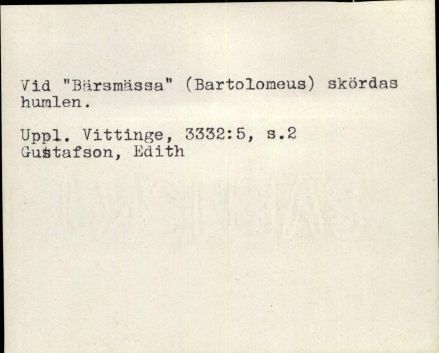 Vid "Bärsmässa" (Bartolomeus) skördas
humlen.
Uppl. Vittinge, 3332:5, s.2
Gustafson, Edith